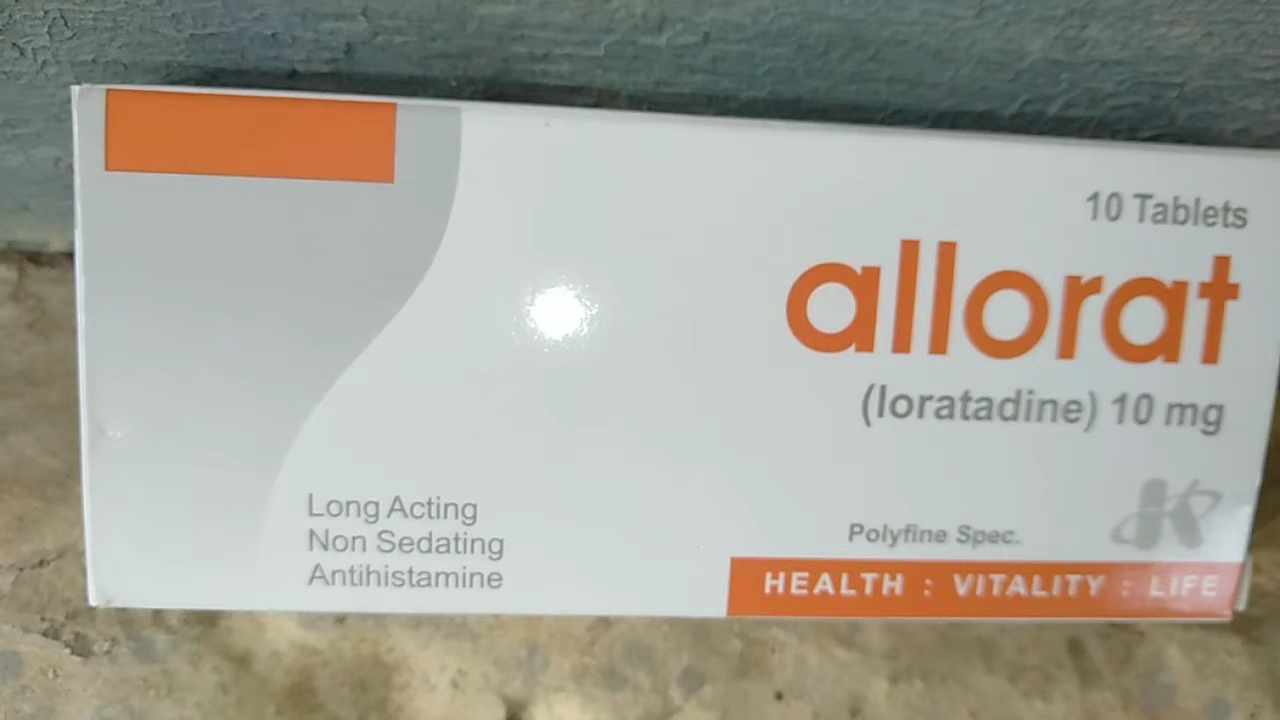 10 Tablets
allorat
(loratadine) 10 mg
Long Acting
Non Sedating
Antihistamine
Polyfine Spec.
HEALTH : VITALITY : LIFE